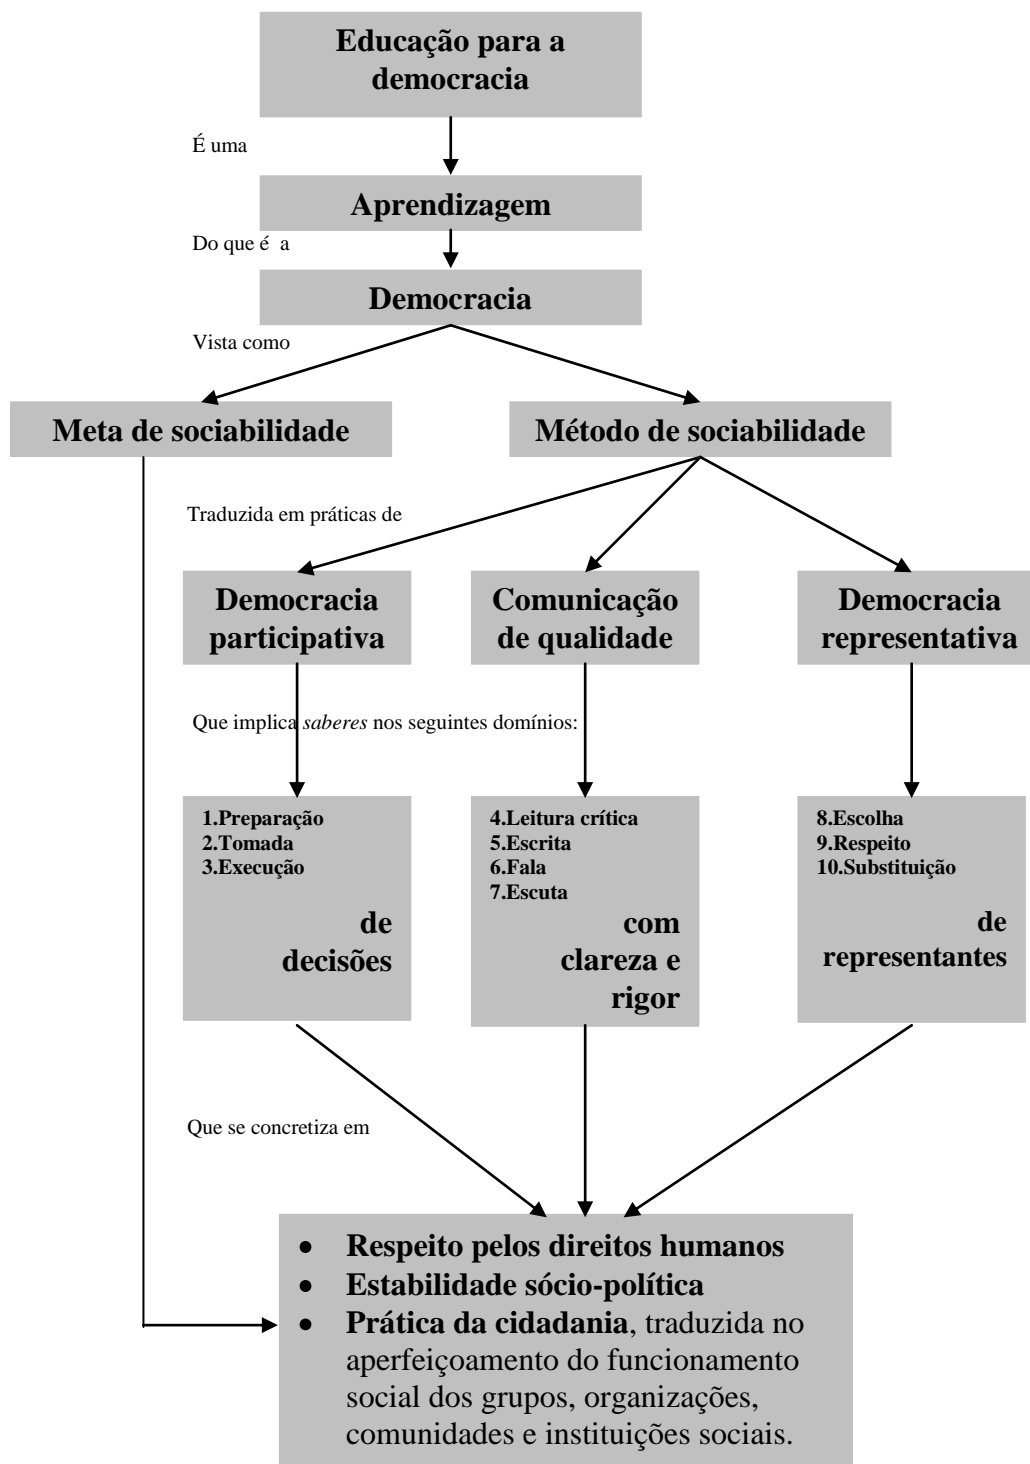 Educação para a
democracia
É uma
Aprendizagem
Do que é a
Democracia
Vista como
Meta de sociabilidade
Método de sociabilidade
Traduzida em práticas de
Democracia
participativa
Comunicação
de qualidade
Democracia
representativa
Que implica saberes nos seguintes domínios:
1.Preparação
2.Tomada
3.Execução
de
decisões
4.Leitura crítica
5.Escrita
6.Fala
7.Escuta
com
clareza e
rigor
8.Escolha
9.Respeito
10.Substituição
de
representantes
Que se concretiza em
• Respeito pelos direitos humanos
• Estabilidade sócio-política
• Prática da cidadania, traduzida no
aperfeiçoamento do funcionamento
social dos grupos, organizações,
comunidades e instituições sociais.